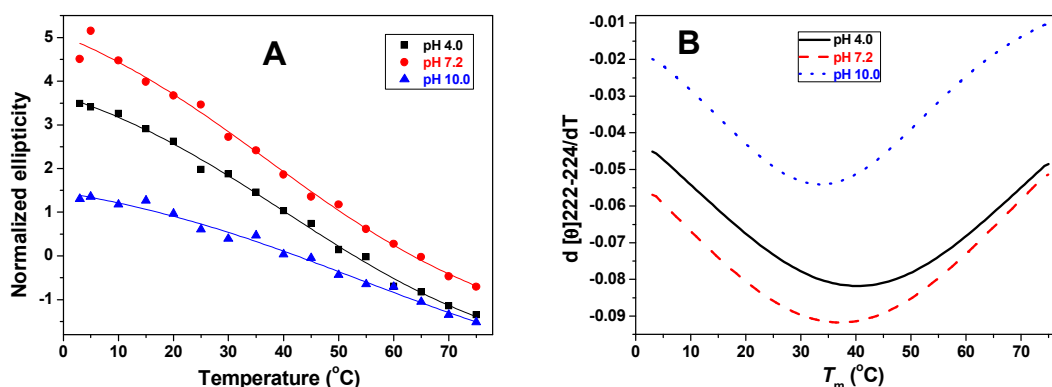 A
pH 4.0
pH 7.2
pH 10.0
Normalized ellipticity
5
4
3
2
1
0
-1
0 10 20 30 40 50 60 70
Temperature (°C)
B
pH 4.0
pH 7.2
pH 10.0
d [θ]222-224/dT
-0.01
-0.02
-0.03
-0.04
-0.05
-0.06
-0.07
-0.08
-0.09
0 10 20 30 40 50 60 70
Tm (°C)